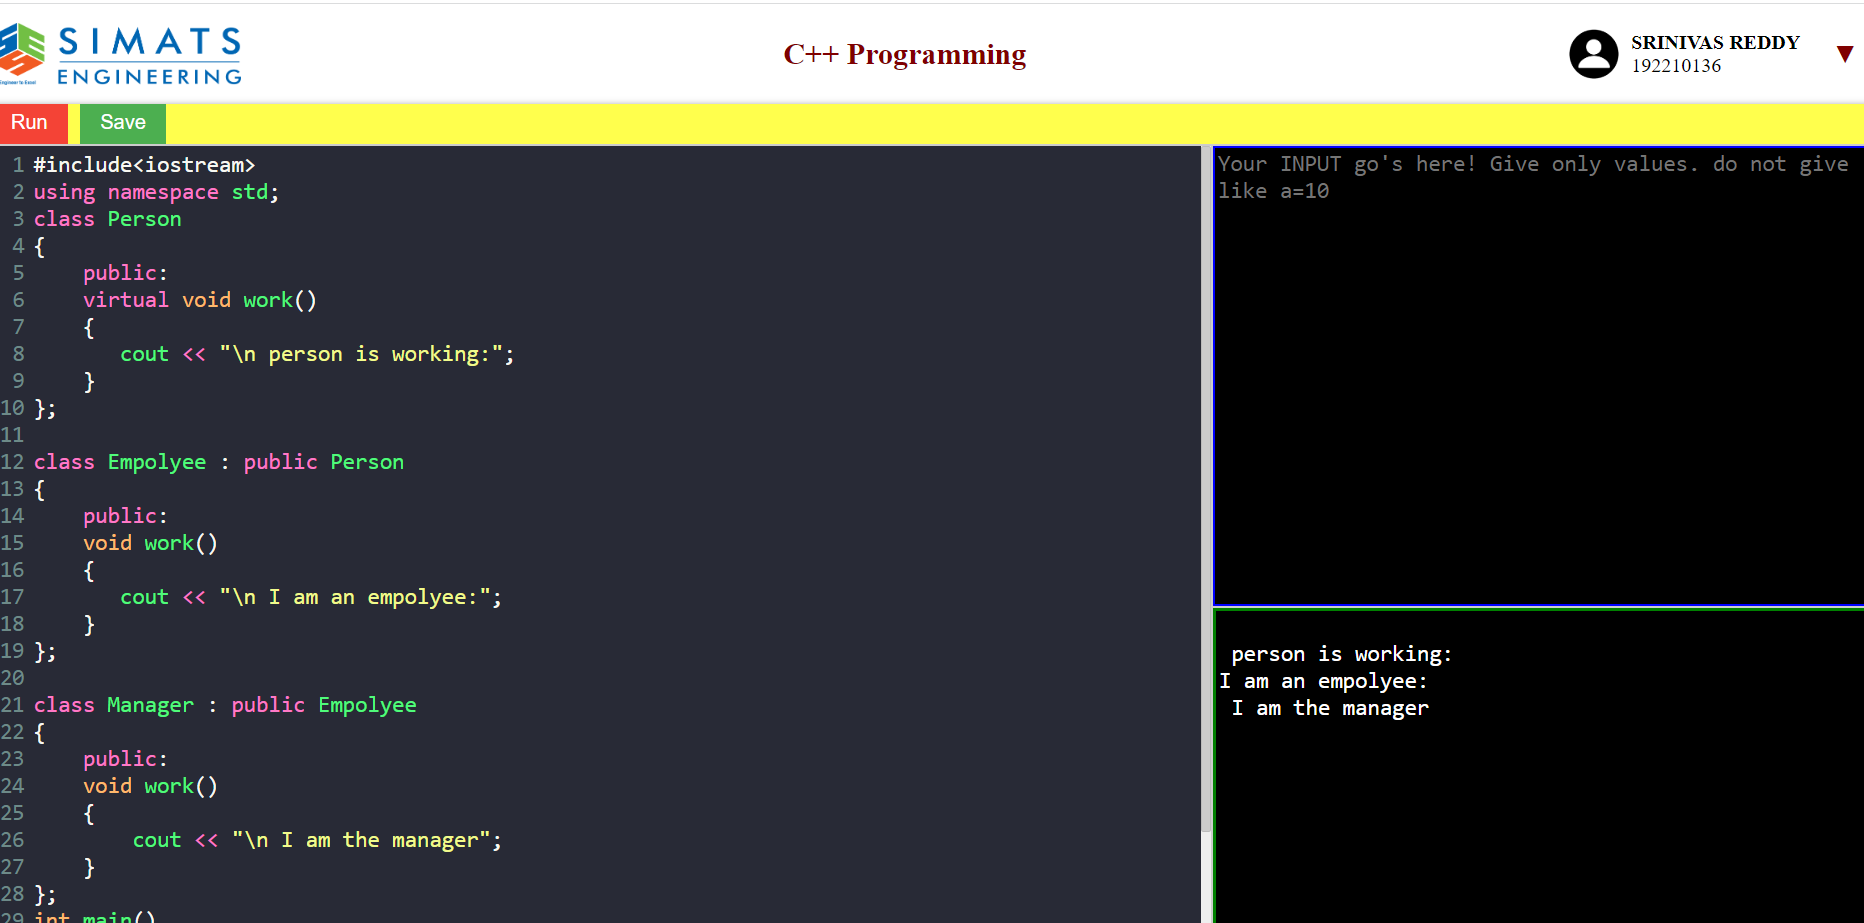 SIMATS
ENGINEERING
C++ Programming
SRINIVAS REDDY
192210136
▼
Run
Save
1 #include<iostream>
2 using namespace std;
3 class Person
4 {
5     public:
6     virtual void work()
7     {
8        cout << "\n person is working:";
9     }
10 };
11
12 class Empolyee : public Person
13 {
14     public:
15     void work()
16     {
17        cout << "\n I am an empolyee:";
18     }
19 };
20
21 class Manager : public Empolyee
22 {
23     public:
24     void work()
25     {
26         cout << "\n I am the manager";
27     }
28 };
29 int main()
Your INPUT go's here! Give only values. do not give
like a=10
person is working:
I am an empolyee:
I am the manager